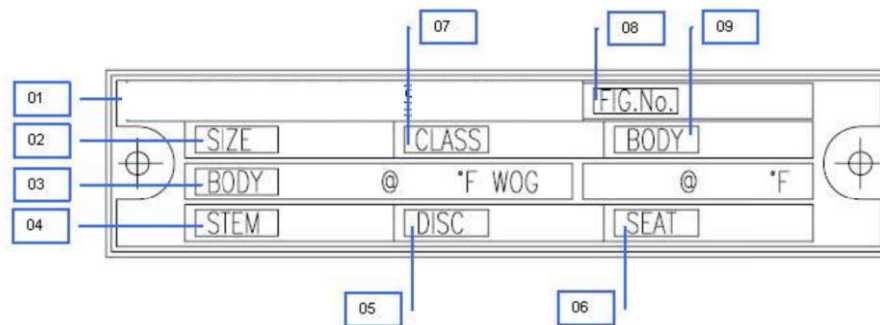 07 08 09
01 FIG.No.
02 SIZE CLASS BODY
03 BODY @ °F WOG @ °F
04 STEM DISC SEAT
05 06